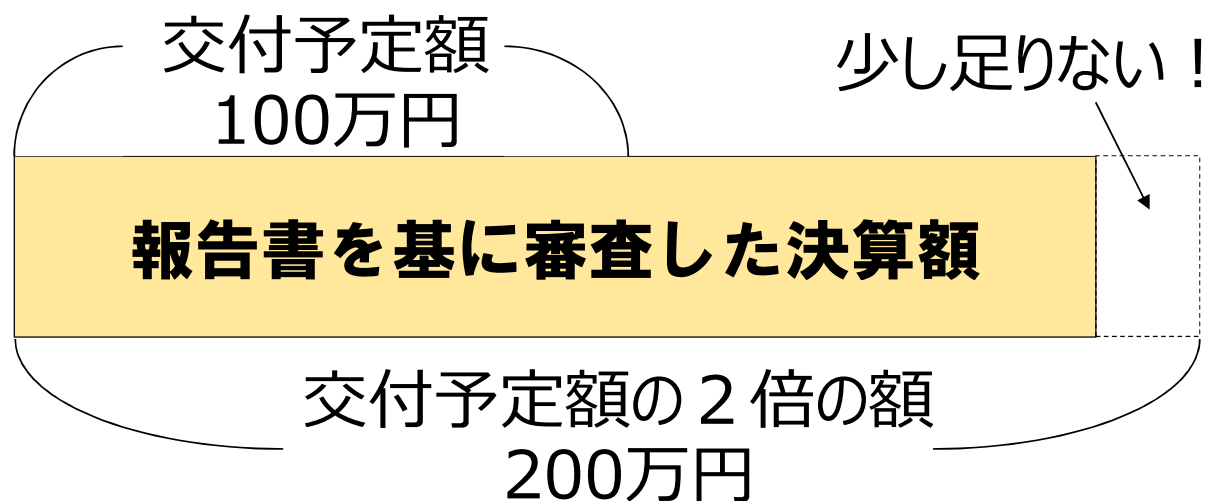 交付予定額
100万円
少し足りない！
報告書を基に審査した決算額
交付予定額の２倍の額
200万円